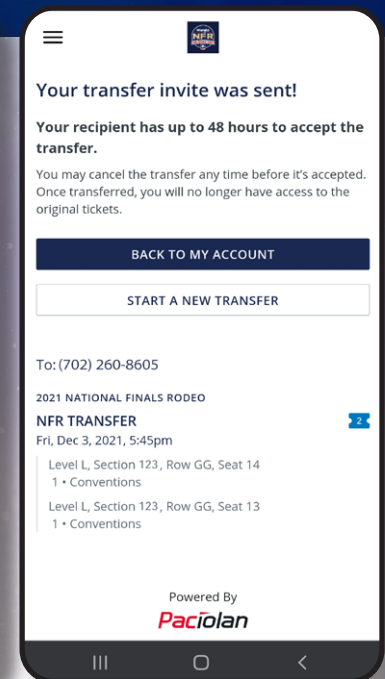 NFR
Your transfer invite was sent!
Your recipient has up to 48 hours to accept the
transfer.
You may cancel the transfer any time before it's accepted.
Once transferred, you will no longer have access to the
original tickets.
BACK TO MY ACCOUNT
START A NEW TRANSFER
To: (702) 260-8605
2021 NATIONAL FINALS RODEO
NFR TRANSFER
2
Fri, Dec 3, 2021, 5:45pm
Level L, Section 123, Row GG, Seat 14
1 • Conventions
Level L, Section 123, Row GG, Seat 13
1 • Conventions
Powered By
Paciolan